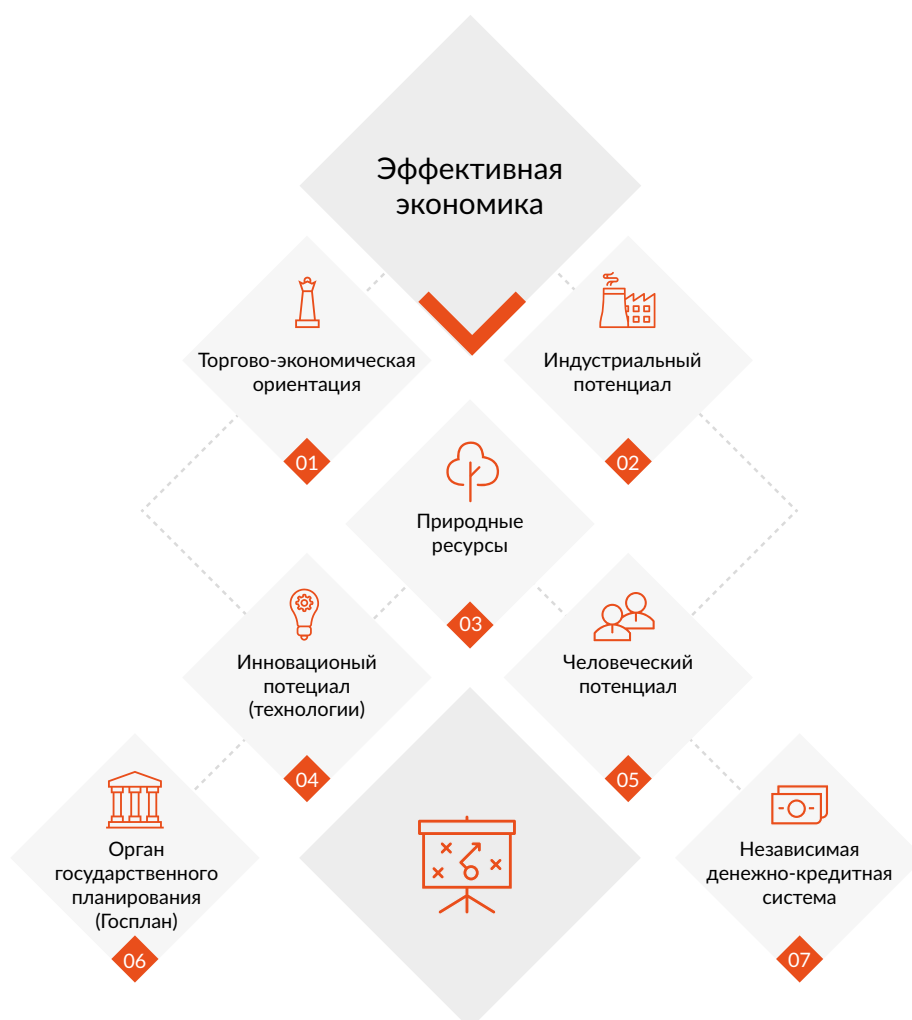 Эффективная
экономика
Торгово-экономическая
ориентация
01
Индустриальный
потенциал
02
Природные
ресурсы
03
Инновационый
потециал
(технологии)
04
Человеческий
потенциал
05
Орган
государственного
планирования
(Госплан)
06
Независимая
денежно-кредитная
система
07